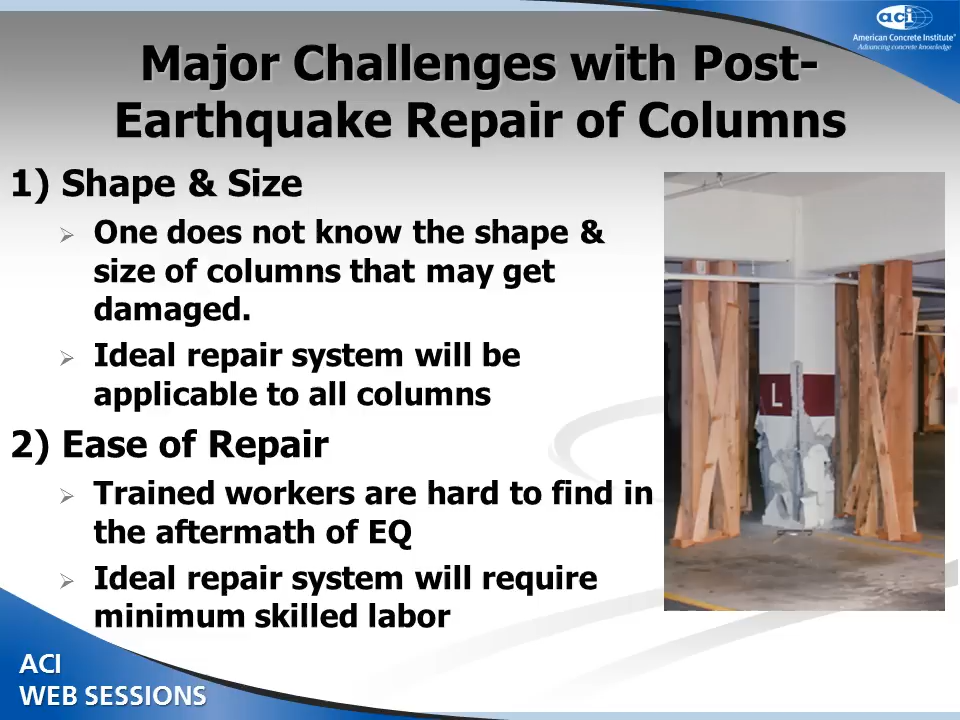 aci
American Concrete Institute®
Advancing concrete knowledge
Major Challenges with Post-
Earthquake Repair of Columns
1) Shape & Size
One does not know the shape &
size of columns that may get
damaged.
Ideal repair system will be
applicable to all columns
2) Ease of Repair
Trained workers are hard to find in
the aftermath of EQ
Ideal repair system will require
minimum skilled labor
L
ACI
WEB SESSIONS